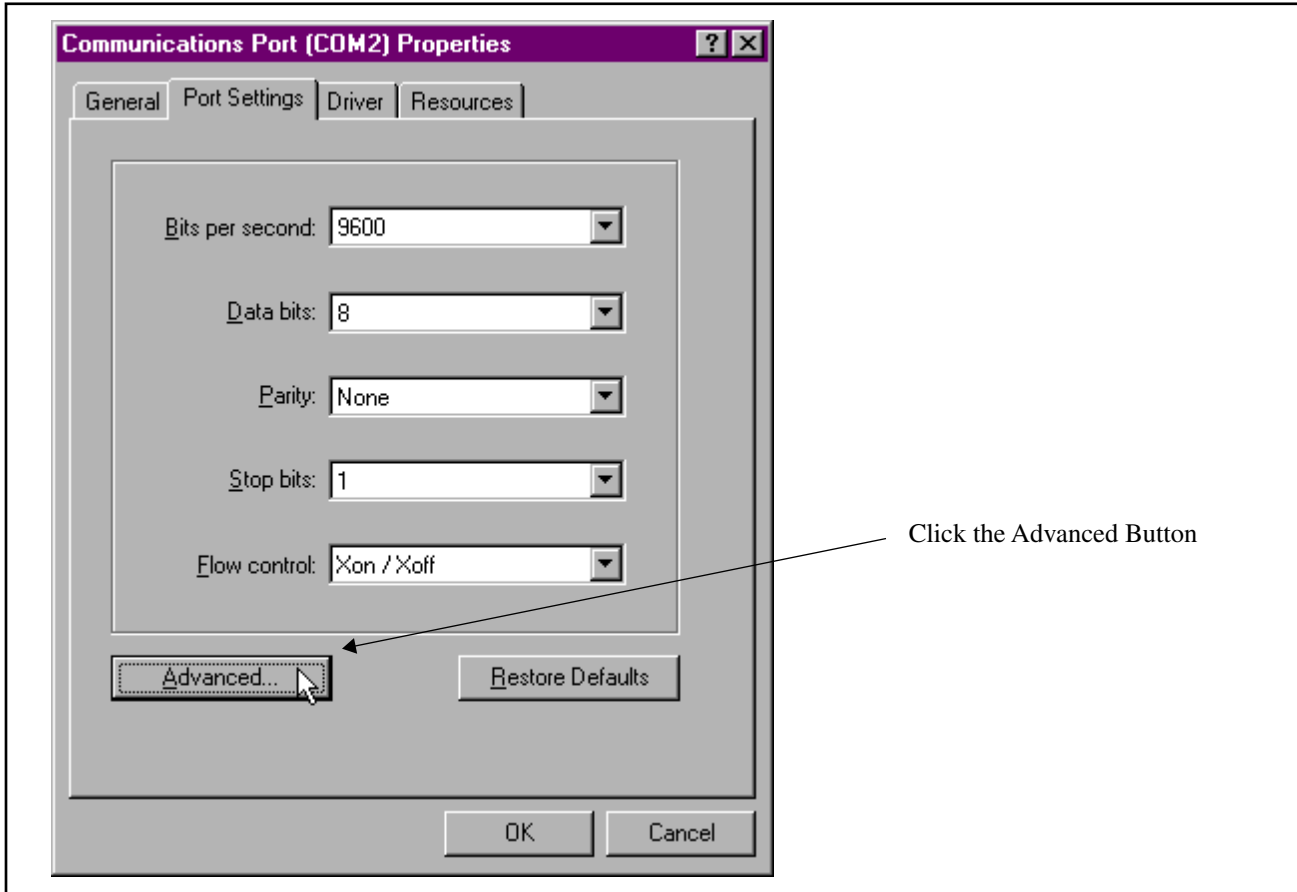 Communications Port (COM2) Properties
General Port Settings Driver Resources
Bits per second: 9600
Data bits: 8
Parity: None
Stop bits: 1
Flow control: Xon / Xoff
Click the Advanced Button
Advanced... Restore Defaults
OK Cancel